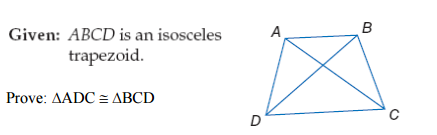 Given: ABCD is an isosceles
trapezoid.
Prove: ΔADC ≅ ΔBCD
A
B
D
C